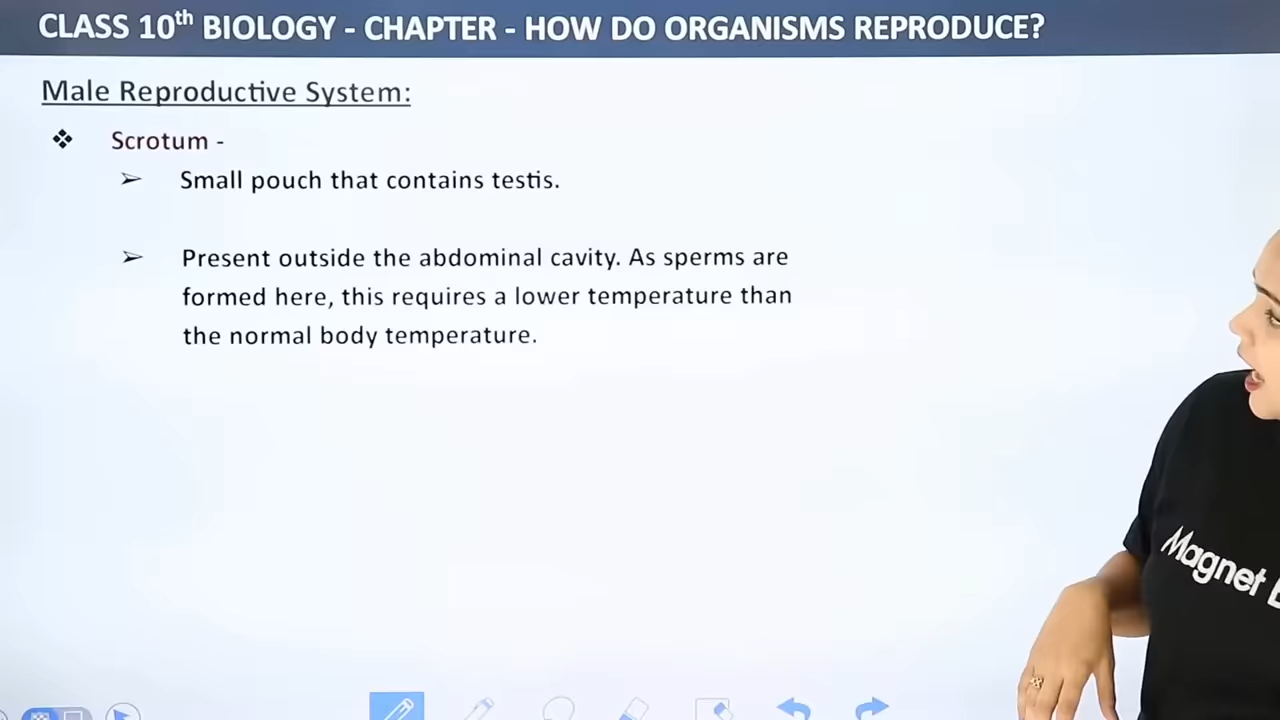 CLASS 10th BIOLOGY - CHAPTER - HOW DO ORGANISMS REPRODUCE?
Male Reproductive System:
Scrotum -
Small pouch that contains testis.
Present outside the abdominal cavity. As sperms are
formed here, this requires a lower temperature than
the normal body temperature.
Magnet